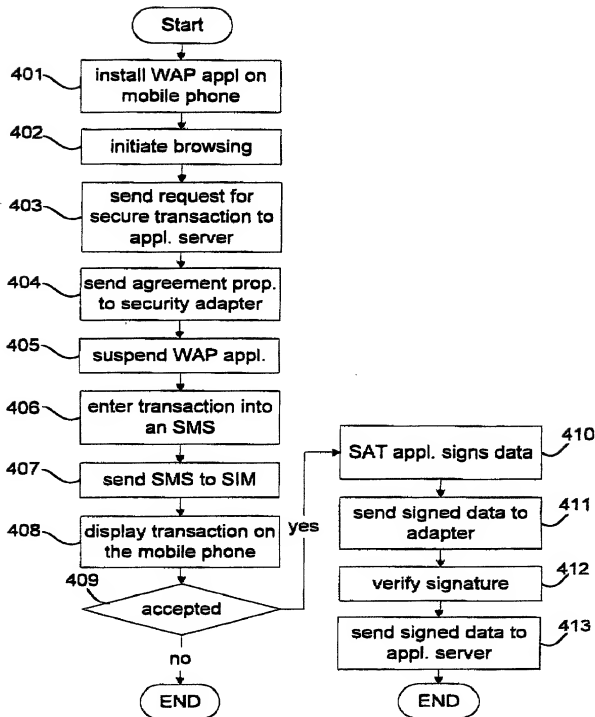 Start
401
install WAP appl on
mobile phone
402
initiate browsing
403
send request for
secure transaction to
appl. server
404
send agreement prop.
to security adapter
405
suspend WAP appl.
406
enter transaction into
an SMS
407
send SMS to SIM
408
display transaction on
the mobile phone
409
accepted
no
END
yes
SAT appl. signs data
410
send signed data to
adapter
411
verify signature
412
send signed data to
appl. server
413
END